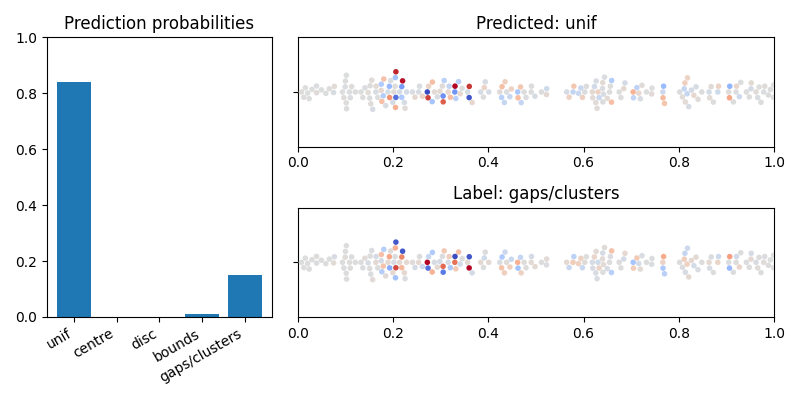 Prediction probabilities
1.0
0.8
0.6
0.4
0.2
0.0
unif
centre
disc
bounds
gaps/clusters
Predicted: unif
0.0 0.2 0.4 0.6 0.8 1.0
Label: gaps/clusters
0.0 0.2 0.4 0.6 0.8 1.0